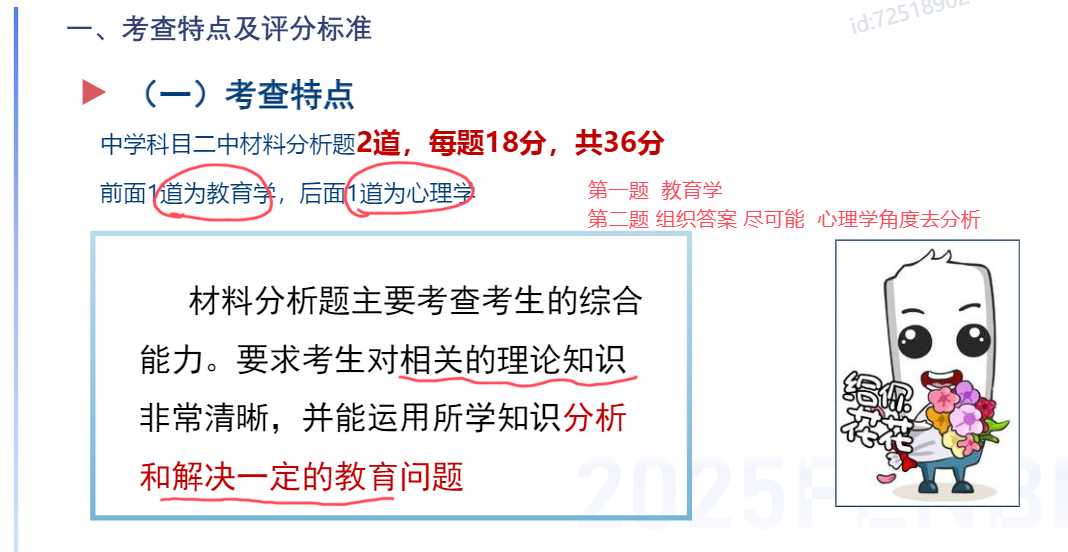 一、考查特点及评分标准
id:72518962
（一）考查特点
中学科目二中材料分析题2道，每题18分，共36分
前面1道为教育学，后面1道为心理学
第一题 教育学
第二题 组织答案 尽可能 心理学角度去分析
材料分析题主要考查考生的综合
能力。要求考生对相关的理论知识
非常清晰，并能运用所学知识分析
和解决一定的教育问题
给你
花花
2025FENBI